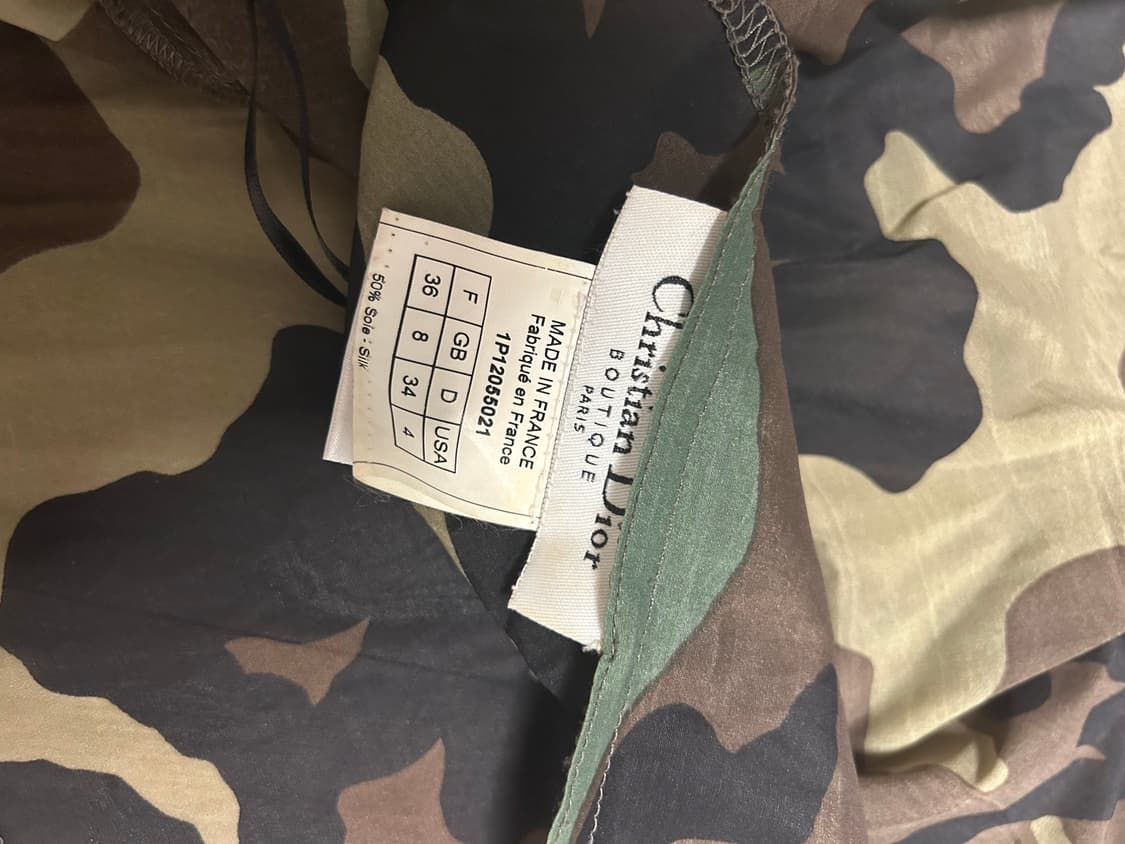 Christian Dior
BOUTIQUE
PARIS
MADE IN FRANCE
Fabriqué en France
1P12055021
F GB D USA
36 8 34 4
50% Soie : Silk